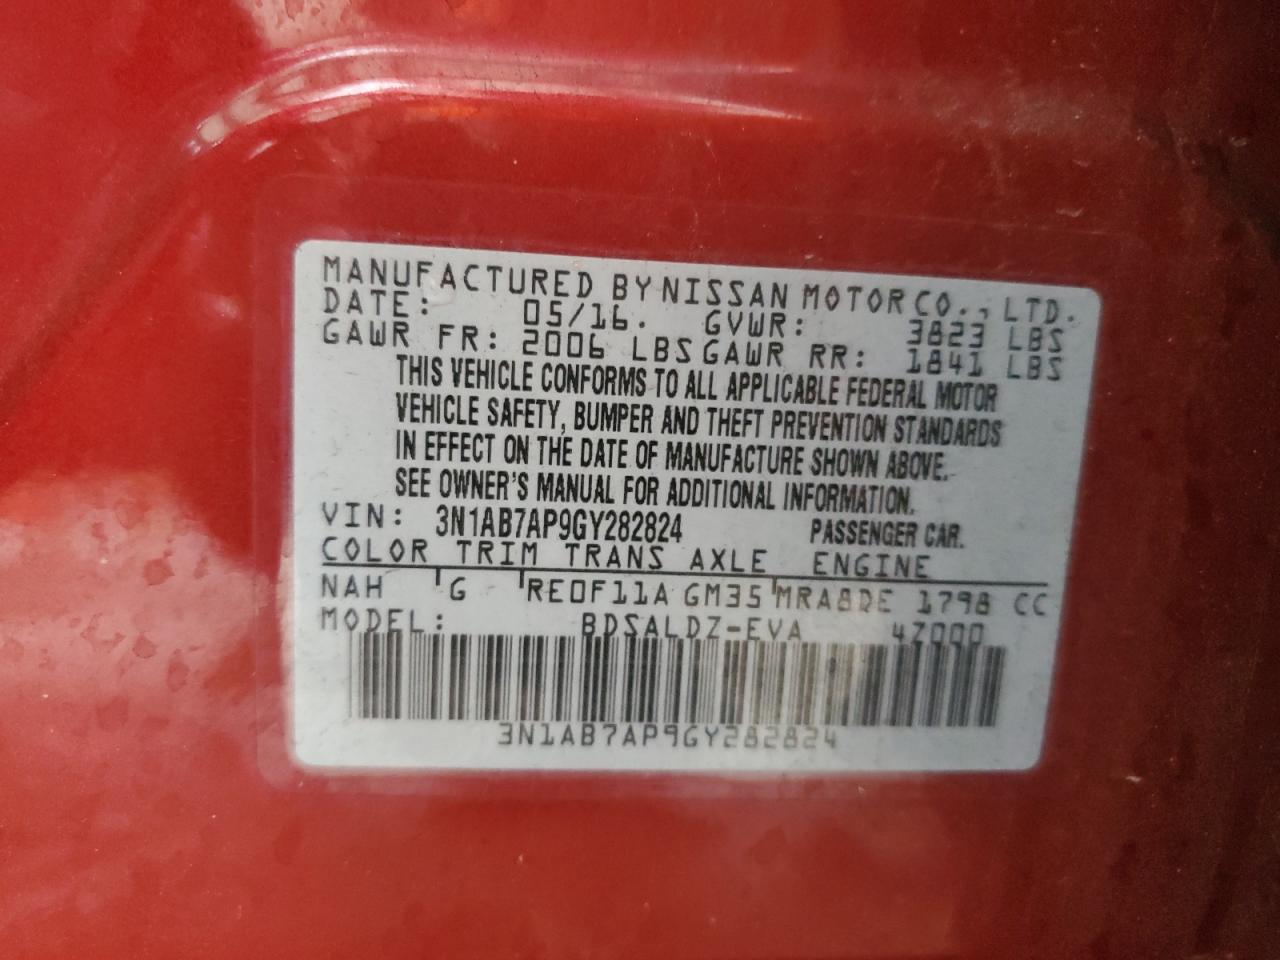 MANUFACTURED BY NISSAN MOTOR CO., LTD.
DATE: 05/16. GVWR: 3823 LBS
GAWR FR: 2006 LBS GAWR RR: 1841 LBS
THIS VEHICLE CONFORMS TO ALL APPLICABLE FEDERAL MOTOR
VEHICLE SAFETY, BUMPER AND THEFT PREVENTION STANDARDS
IN EFFECT ON THE DATE OF MANUFACTURE SHOWN ABOVE.
SEE OWNER'S MANUAL FOR ADDITIONAL INFORMATION.
VIN: 3N1AB7AP9GY282824 PASSENGER CAR.
COLOR TRIM TRANS AXLE ENGINE
NAH G RE0F11A GM35 MRA8DE 1798 CC
MODEL: BDSALDZ-EVA 47000
3N1AB7AP9GY282824